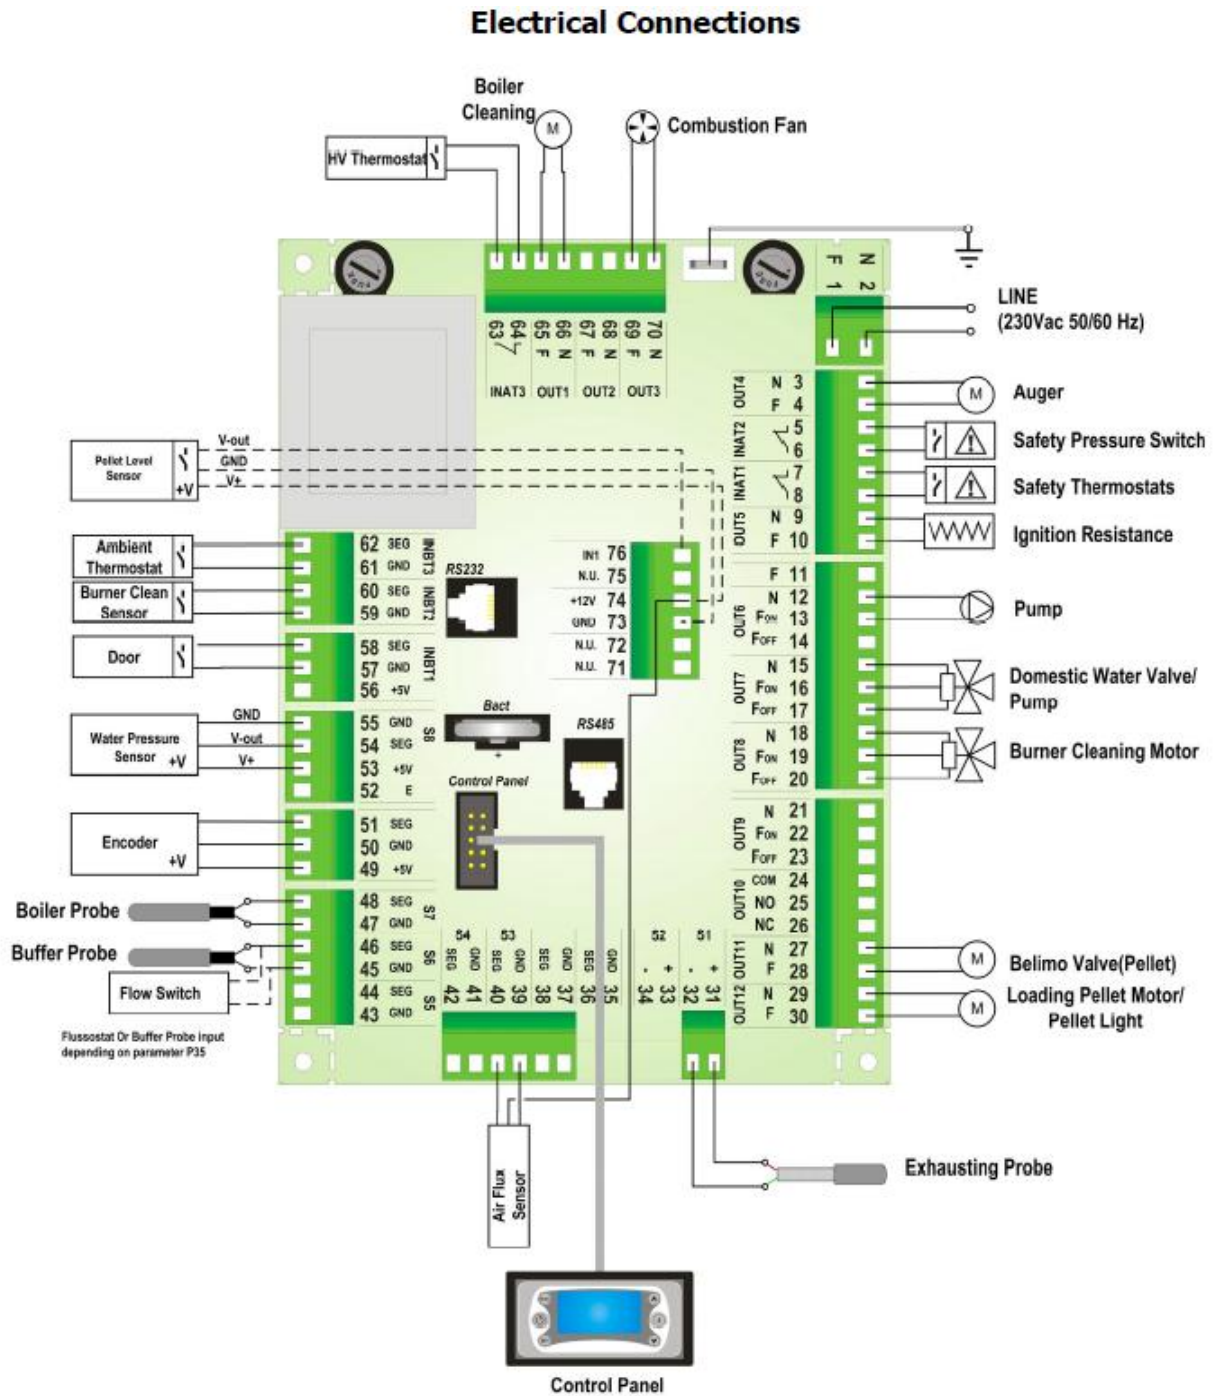 Electrical Connections
Boiler
Cleaning
M
Combustion Fan
HV Thermostat
F 1
N 2
LINE
(230Vac 50/60 Hz)
63
64
65 F
66 N
67 F
68 N
69 F
70 N
INAT3
OUT1
OUT2
OUT3
OUT4
N 3
F 4
M
Auger
INAT2
5
6
Safety Pressure Switch
INAT1
7
8
Safety Thermostats
OUT5
N 9
F 10
Ignition Resistance
F 11
OUT6
N 12
FON 13
FOFF 14
Pump
OUT7
N 15
FON 16
FOFF 17
Domestic Water Valve/
Pump
OUT8
N 18
FON 19
FOFF 20
Burner Cleaning Motor
OUT9
N 21
FON 22
FOFF 23
OUT10
COM 24
NO 25
NC 26
OUT11
N 27
F 28
M
Belimo Valve(Pellet)
OUT12
N 29
F 30
M
Loading Pellet Motor/
Pellet Light
Pellet Level
Sensor
+V
V-out
GND
V+
Ambient
Thermostat
62 SEG
61 GND
INBT3
Burner Clean
Sensor
60 SEG
59 GND
INBT2
Door
58 SEG
57 GND
56 +5V
INBT1
Water Pressure
Sensor
+V
GND
V-out
V+
55 GND
54 SEG
53 +5V
52 E
S8
Encoder
+V
51 SEG
50 GND
49 +5V
Boiler Probe
48 SEG
47 GND
S7
Buffer Probe
46 SEG
45 GND
S6
Flow Switch
44 SEG
43 GND
S5
Flussostat Or Buffer Probe input
depending on parameter P35
RS232
IN1 76
N.U. 75
+12V 74
GND 73
N.U. 72
N.U. 71
Bact
+
RS485
Control Panel
S4
S3
S2
S1
SEG 42
GND 41
SEG 40
GND 39
SEG 38
GND 37
SEG 36
GND 35
- 34
+ 33
- 32
+ 31
Air Flux
Sensor
Exhausting Probe
Control Panel